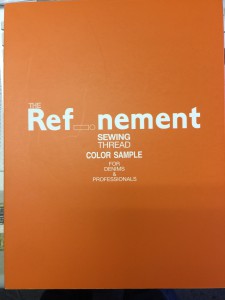 THE
Ref...nement
SEWING
THREAD
COLOR SAMPLE
FOR
DENIMS
&
PROFESSIONALS